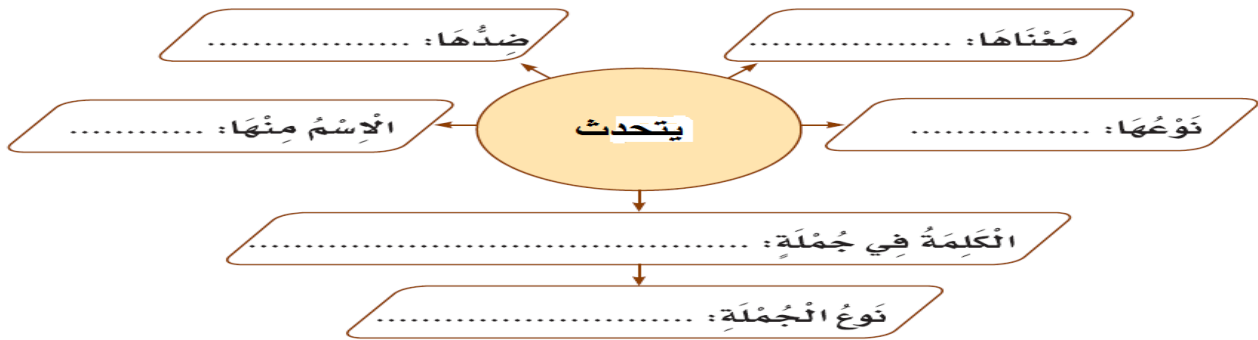 مَعْنَاهَا: ...................
ضِدُّهَا: ...................
نَوْعُهَا: .................
يتحدث
الْاِسْمُ مِنْهَا: ............
الْكَلِمَةُ فِي جُمْلَةٍ: ...............................................
نَوعُ الْجُمْلَةِ: ..............................